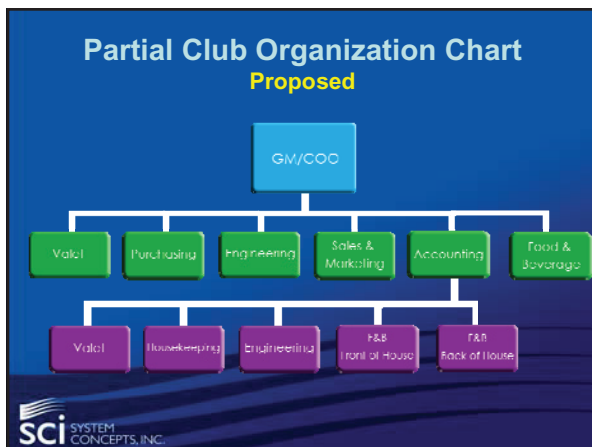 Partial Club Organization Chart
Proposed
GM/COO
Valet
Purchasing
Engineering
Sales &
Marketing
Accounting
Food &
Beverage
Valet
Housekeeping
Engineering
F&B
Front of House
F&B
Back of House
sci SYSTEM
CONCEPTS, INC.